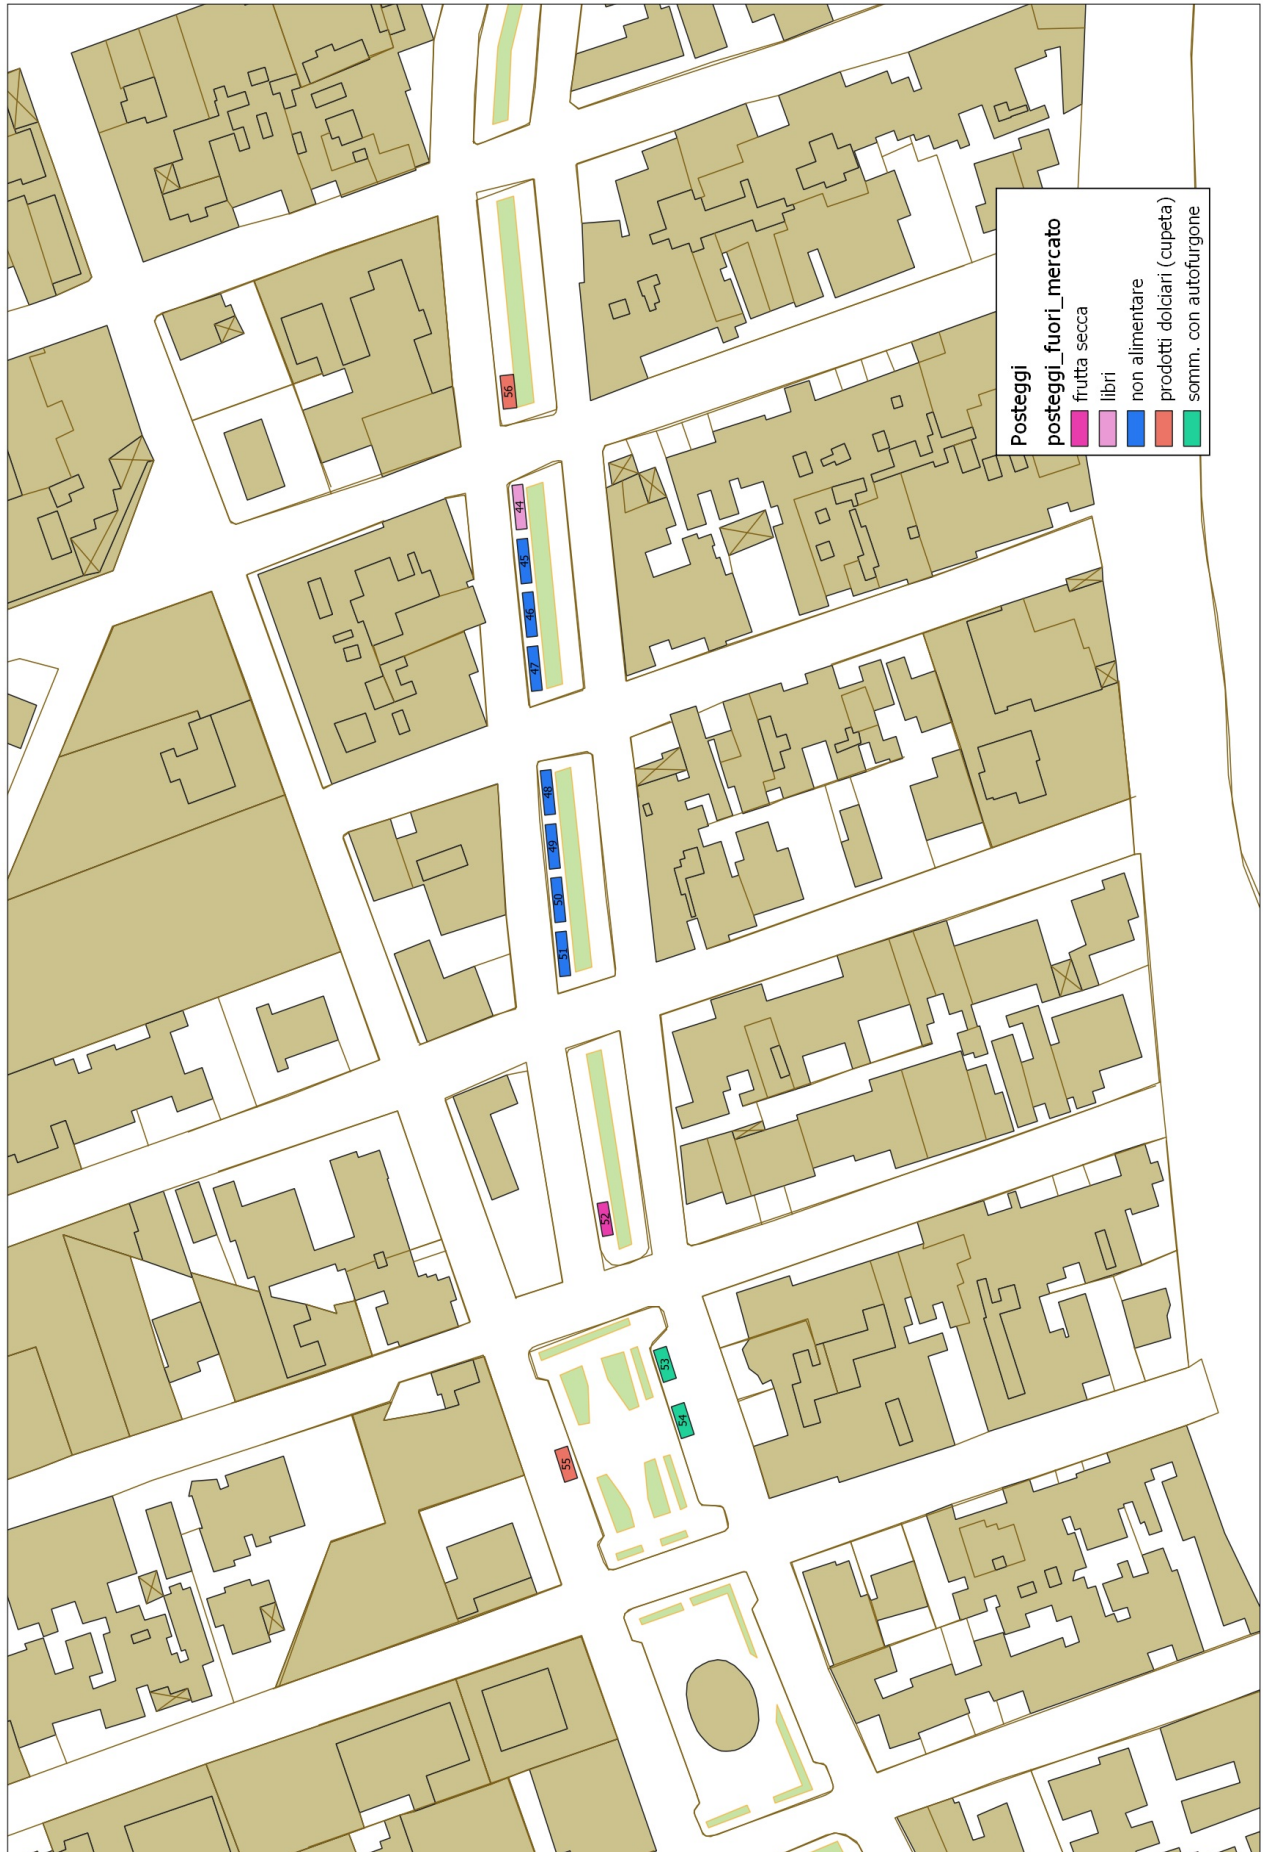 Posteggi
posteggi_fuori_mercato
frutta secca
libri
non alimentare
prodotti dolciari (cupeta)
somm. con autofurgone
56
44
45
46
47
48
49
50
51
52
53
54
55